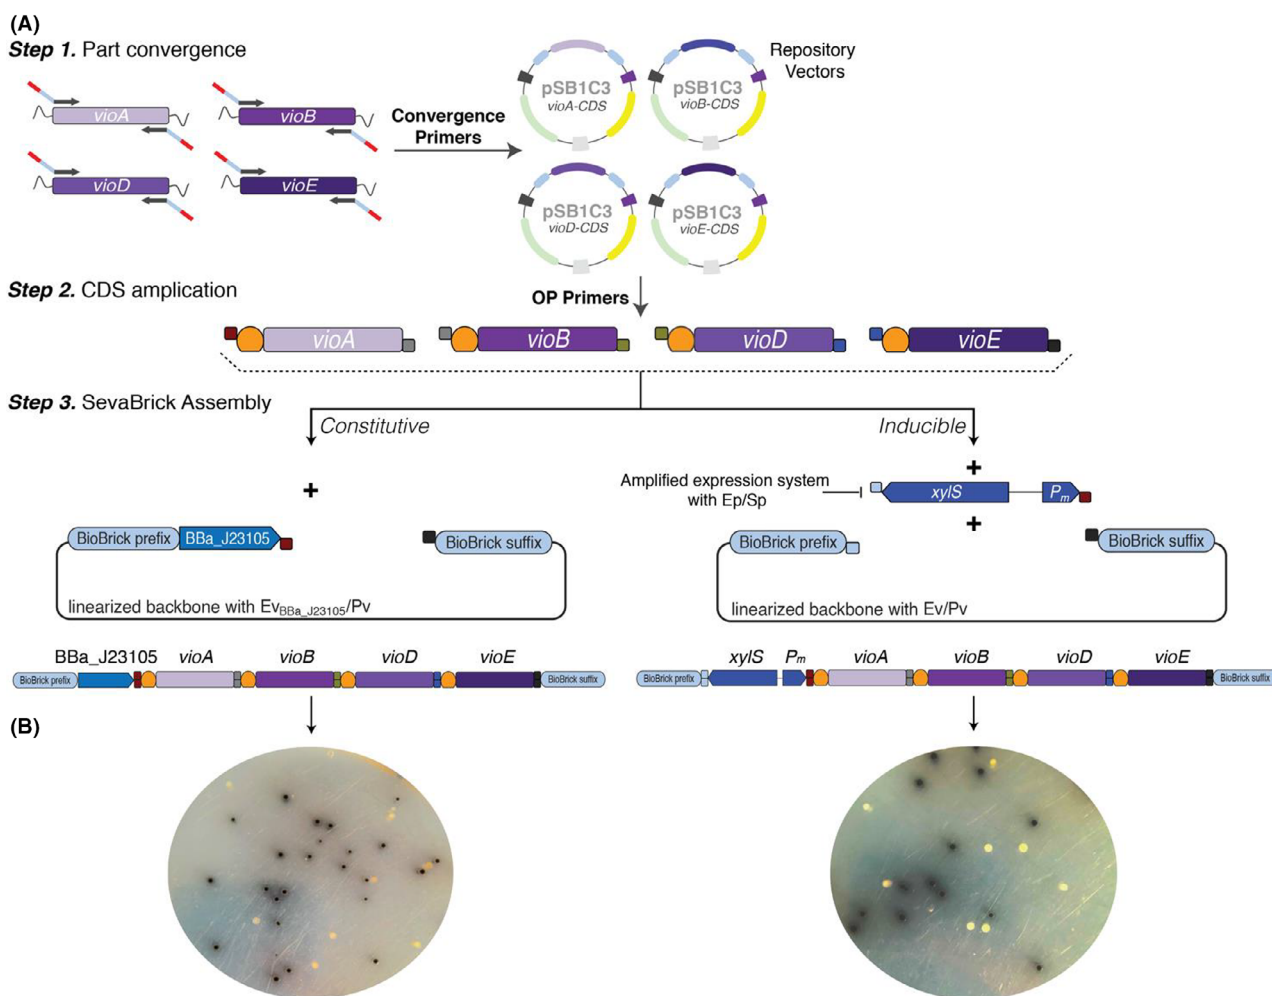 (A)
Step 1. Part convergence
vioA
vioB
vioD
vioE
Convergence
Primers
pSB1C3
vioA-CDS
pSB1C3
vioB-CDS
pSB1C3
vioD-CDS
pSB1C3
vioE-CDS
Repository
Vectors
Step 2. CDS amplication
OP Primers
vioA
vioB
vioD
vioE
Step 3. SevaBrick Assembly
Constitutive
Inducible
+
+
Amplified expression system
with Ep/Sp
xylS
Pm
+
BioBrick prefix
BBa_J23105
BioBrick suffix
linearized backbone with EvBBa_J23105/Pv
BioBrick prefix
BioBrick suffix
linearized backbone with Ev/Pv
BBa_J23105 vioA vioB vioD vioE
BioBrick prefix
BioBrick suffix
xylS Pm vioA vioB vioD vioE
BioBrick prefix
BioBrick suffix
(B)